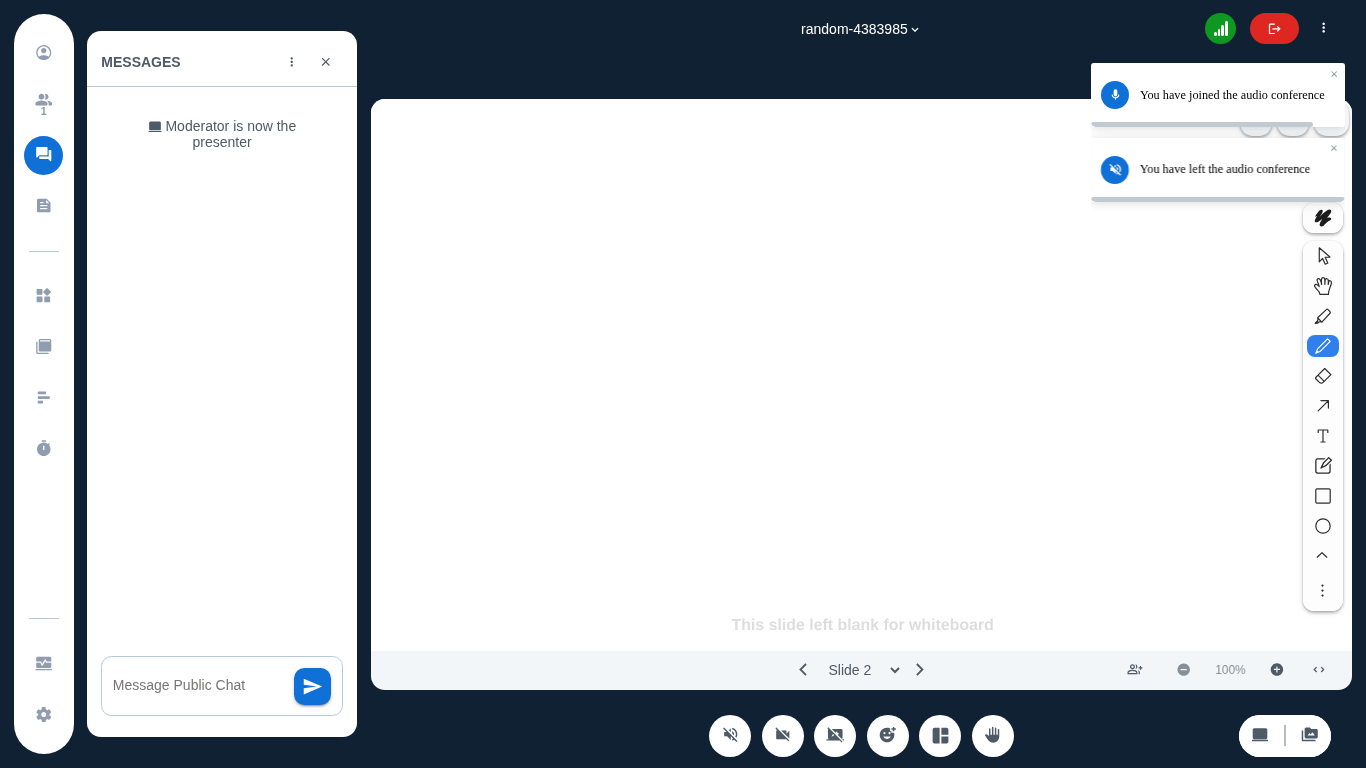 random-4383985
MESSAGES
1
Moderator is now the
presenter
You have joined the audio conference
You have left the audio conference
This slide left blank for whiteboard
Message Public Chat
Slide 2
100%